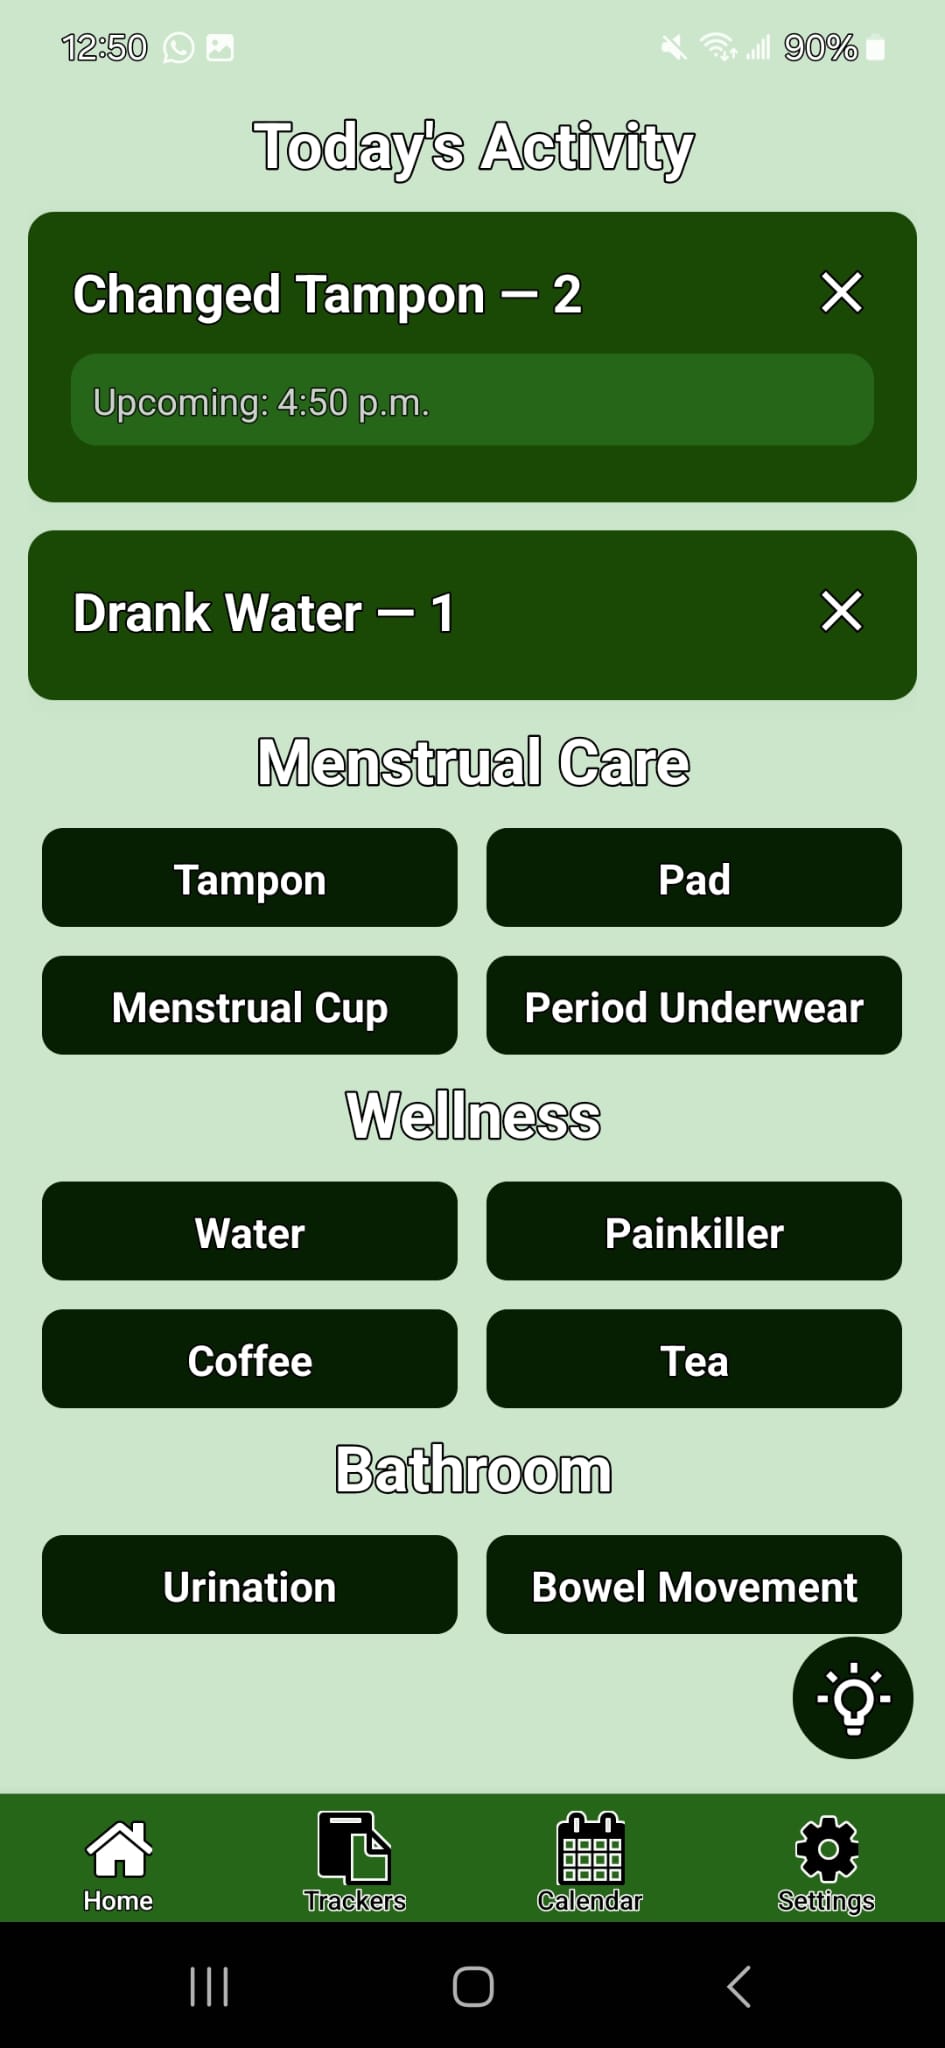 12:50
90%
Today's Activity
Changed Tampon — 2
Upcoming: 4:50 p.m.
Drank Water — 1
Menstrual Care
Tampon
Pad
Menstrual Cup
Period Underwear
Wellness
Water
Painkiller
Coffee
Tea
Bathroom
Urination
Bowel Movement
Home
Trackers
Calendar
Settings